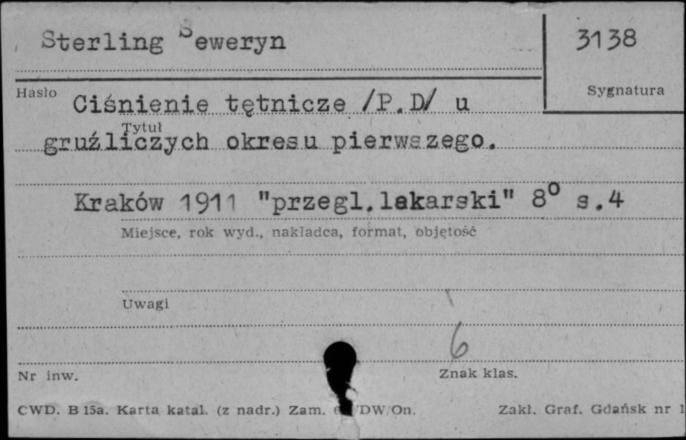 Sterling Seweryn
3138
Hasło
Sygnatura
Ciśnienie tętnicze /P.D/ u
Tytuł
gruźliczych okresu pierwszego.
Kraków 1911 "przegl.lekarski" 8° s.4
Miejsce, rok wyd., nakładca, format, objętość
Uwagi
6
Nr inw.
Znak klas.
CWD. B 15a. Karta katal. (z nadr.) Zam. DW/On.
Zakł. Graf. Gdańsk nr 1